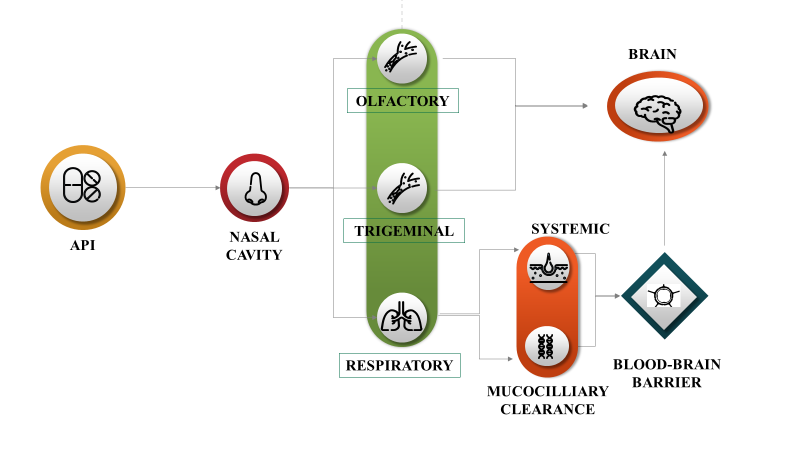 API
NASAL
CAVITY
OLFACTORY
TRIGEMINAL
RESPIRATORY
SYSTEMIC
MUCOCILLIARY
CLEARANCE
BRAIN
BLOOD-BRAIN
BARRIER